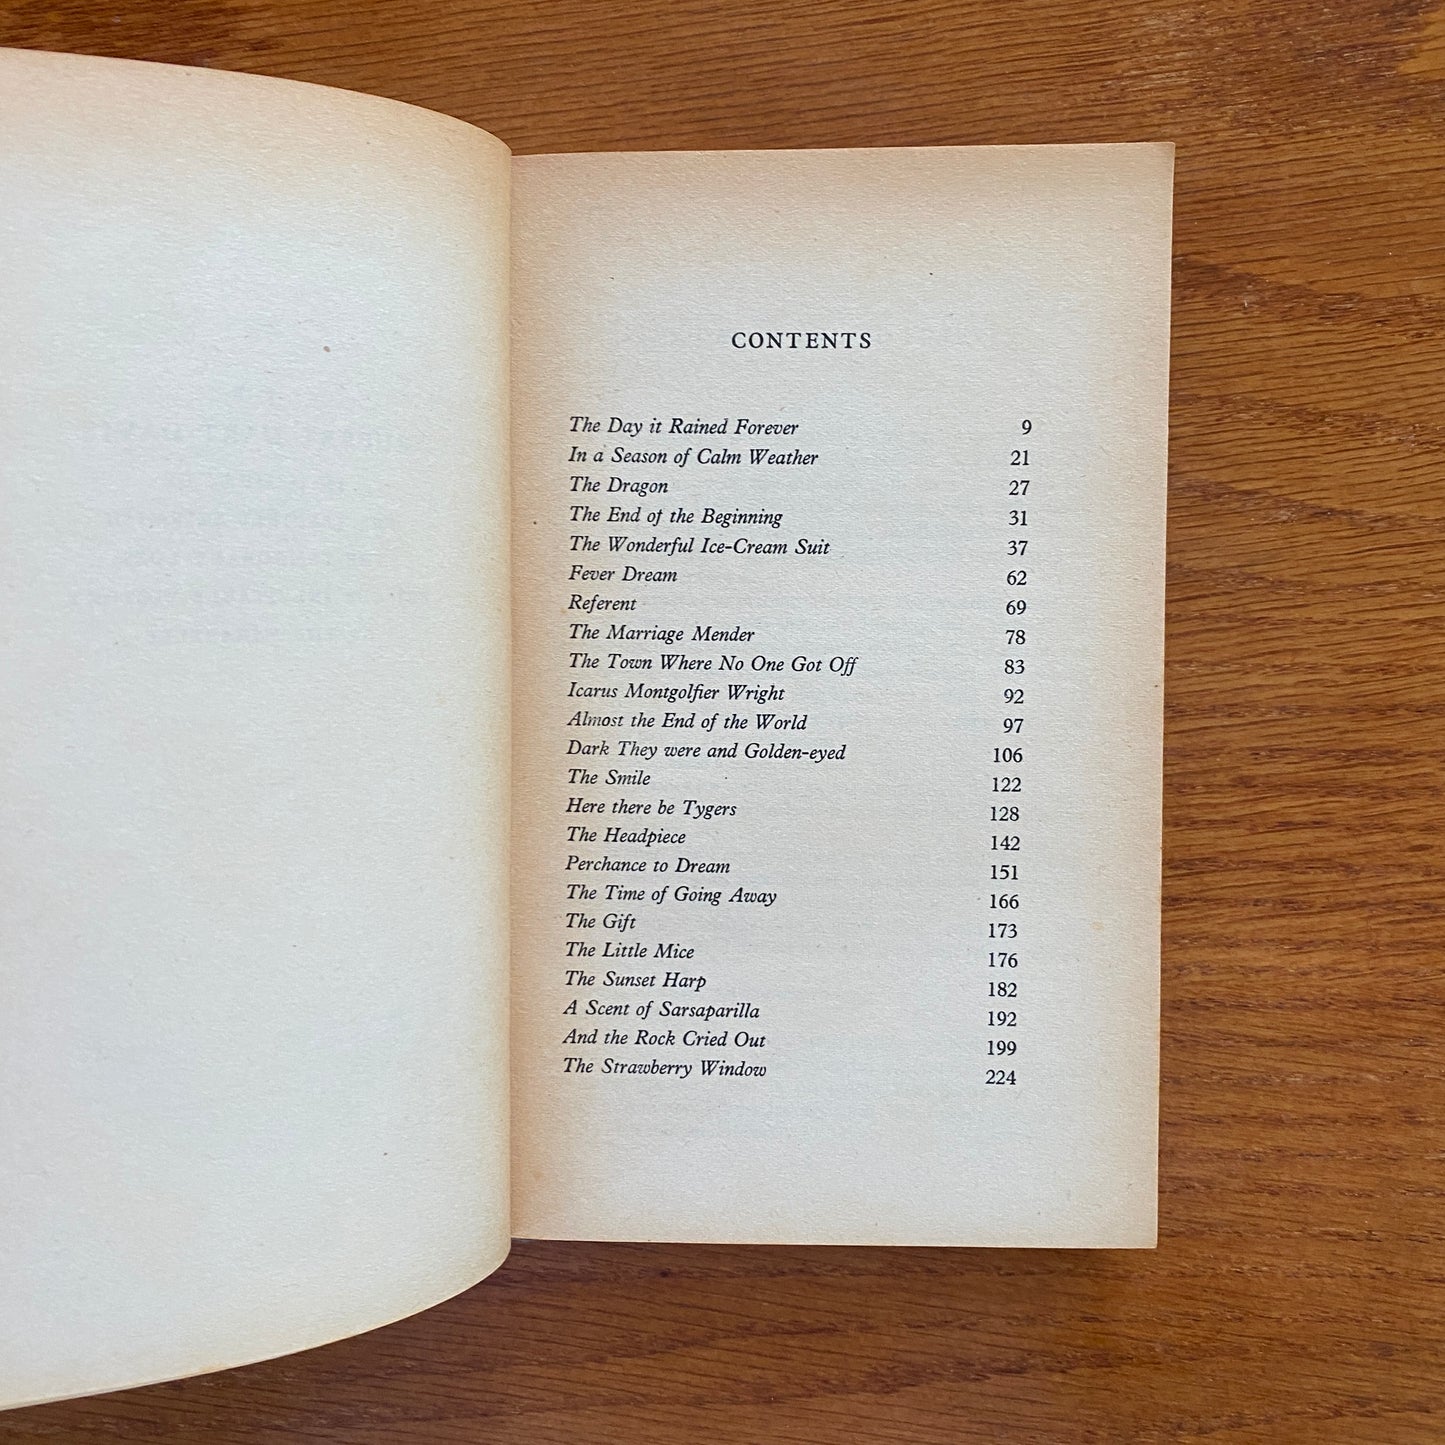 CONTENTS
The Day it Rained Forever 9
In a Season of Calm Weather 21
The Dragon 27
The End of the Beginning 31
The Wonderful Ice-Cream Suit 37
Fever Dream 62
Referent 69
The Marriage Mender 78
The Town Where No One Got Off 83
Icarus Montgolfier Wright 92
Almost the End of the World 97
Dark They were and Golden-eyed 106
The Smile 122
Here there be Tygers 128
The Headpiece 142
Perchance to Dream 151
The Time of Going Away 166
The Gift 173
The Little Mice 176
The Sunset Harp 182
A Scent of Sarsaparilla 192
And the Rock Cried Out 199
The Strawberry Window 224